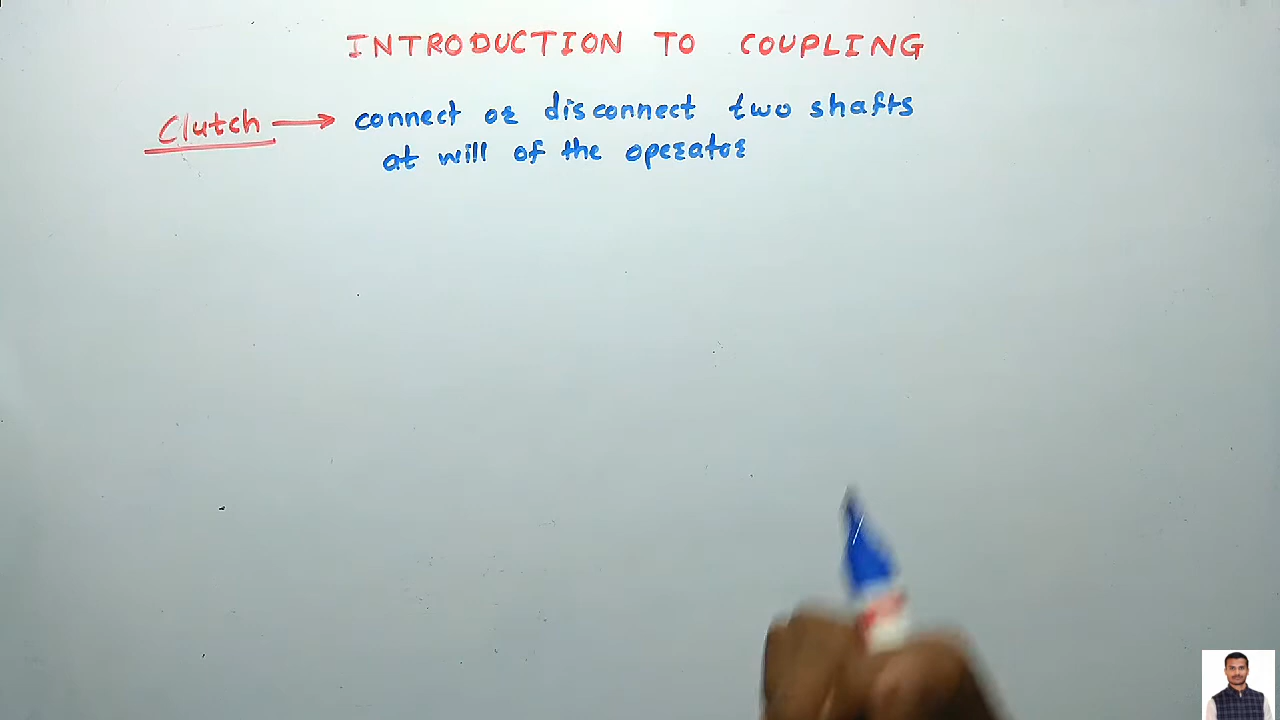 INTRODUCTION TO COUPLING
Clutch → connect or disconnect two shafts
at will of the operator